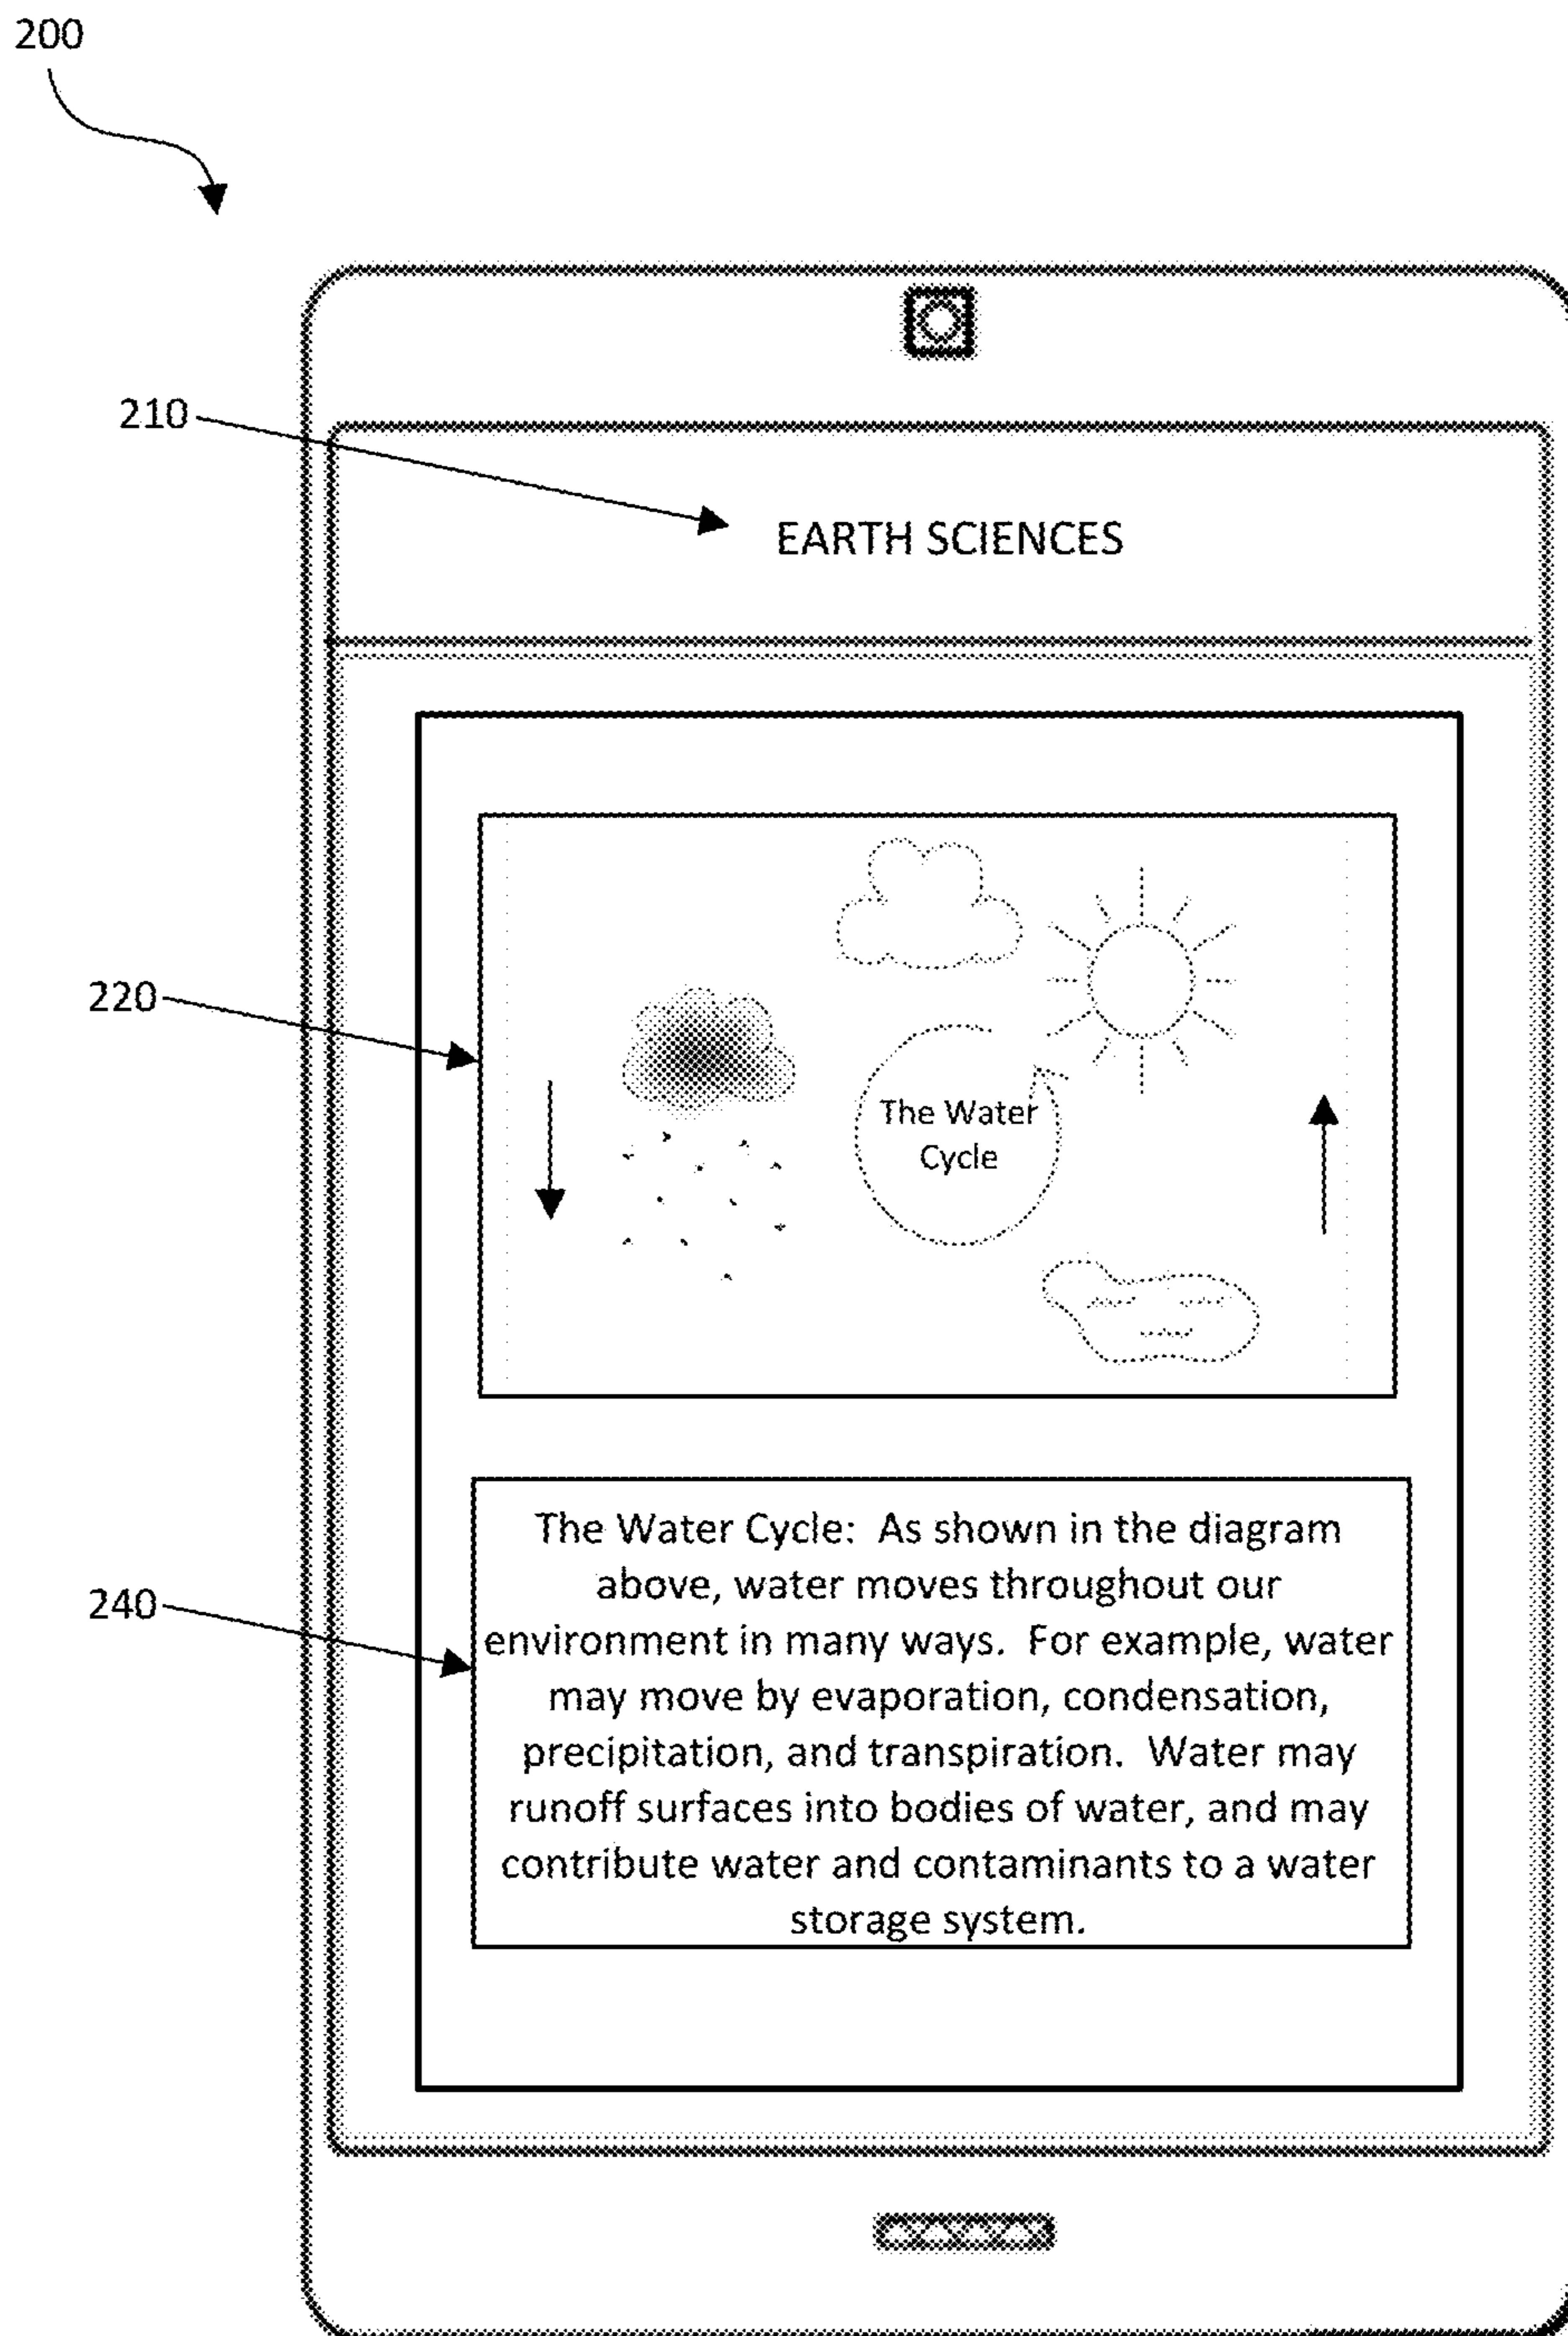 200
210
EARTH SCIENCES
220
The Water
Cycle
240
The Water Cycle:  As shown in the diagram
above, water moves throughout our
environment in many ways.  For example, water
may move by evaporation, condensation,
precipitation, and transpiration.  Water may
runoff surfaces into bodies of water, and may
contribute water and contaminants to a water
storage system.